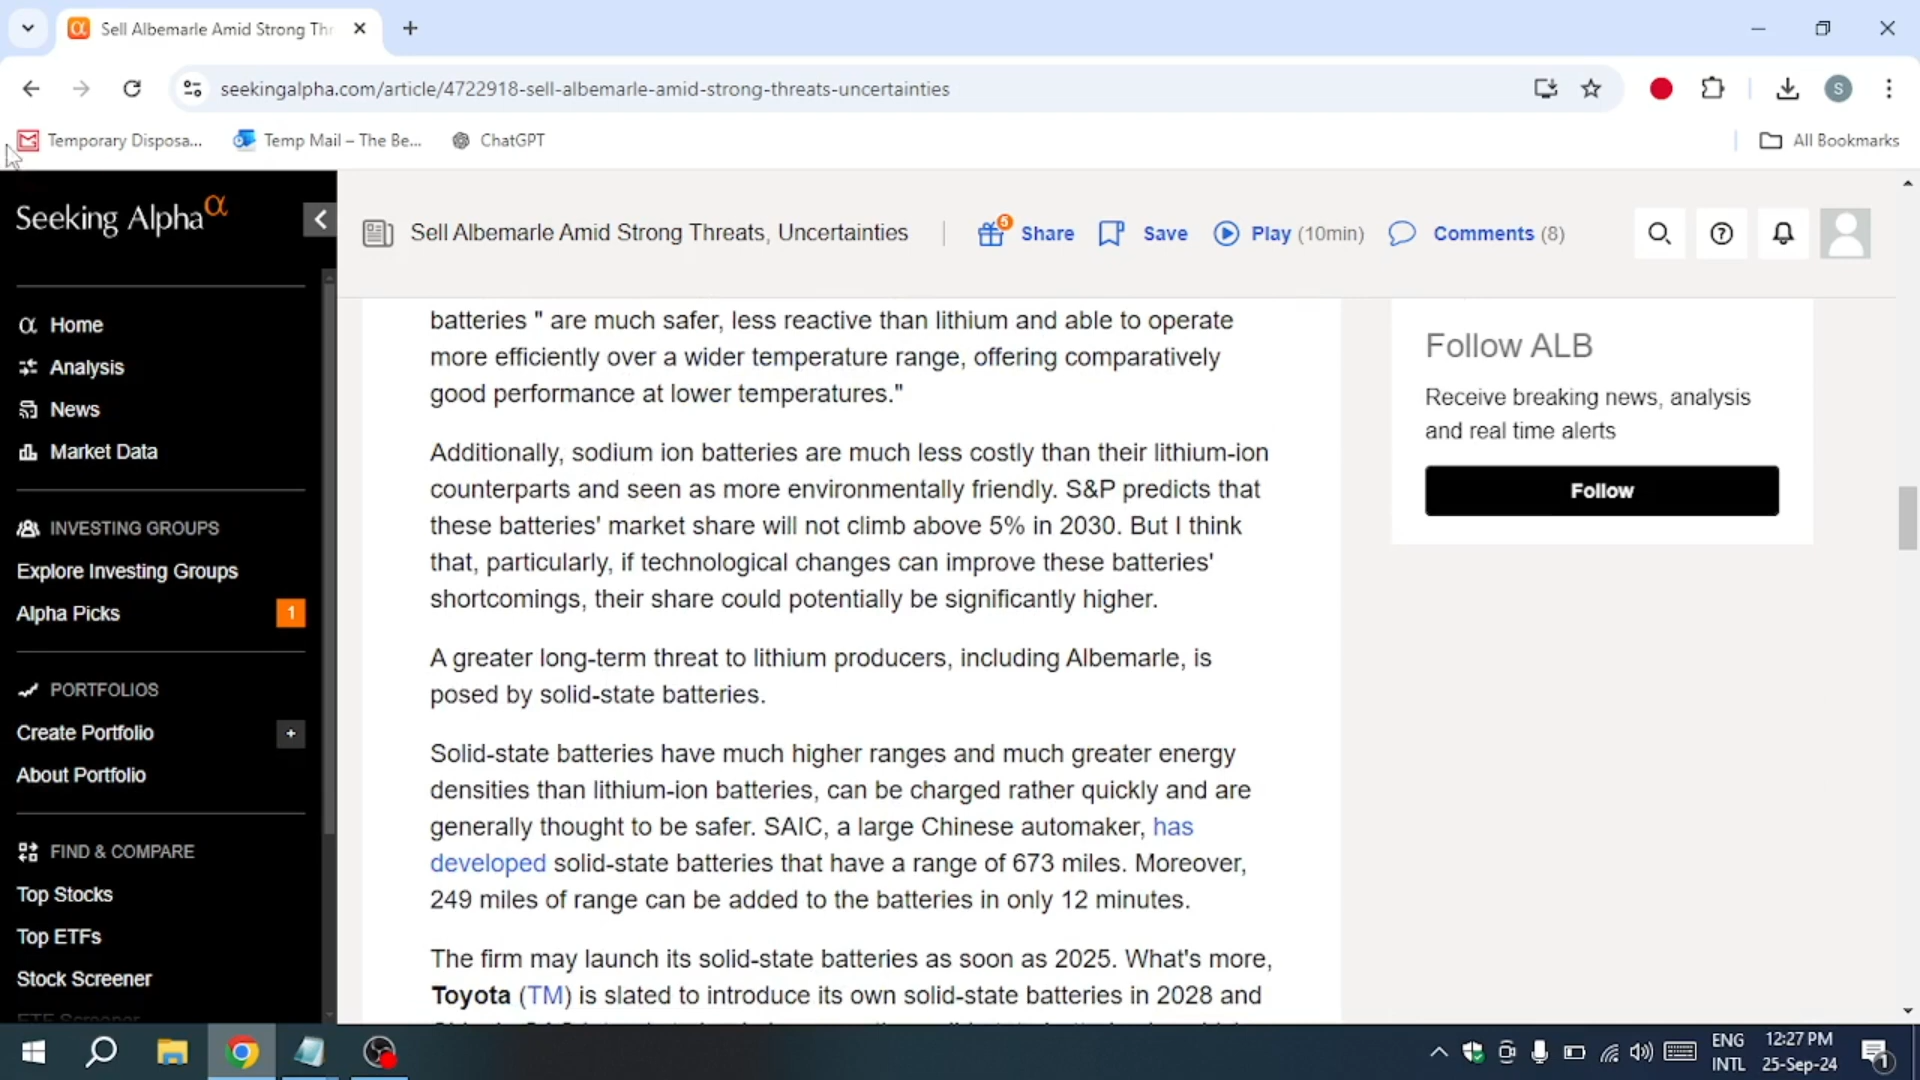 Sell Albemarle Amid Strong Thr
seekingalpha.com/article/4722918-sell-albemarle-amid-strong-threats-uncertainties
S
Temporary Disposa...
Temp Mail – The Be...
ChatGPT
All Bookmarks
Seeking Alpha α
Sell Albemarle Amid Strong Threats, Uncertainties
5
Share
Save
Play (10min)
Comments (8)
Home
Analysis
News
Market Data
INVESTING GROUPS
Explore Investing Groups
Alpha Picks
1
PORTFOLIOS
Create Portfolio
+
About Portfolio
FIND & COMPARE
Top Stocks
Top ETFs
Stock Screener
ETF Screener
batteries " are much safer, less reactive than lithium and able to operate
more efficiently over a wider temperature range, offering comparatively
good performance at lower temperatures."
Additionally, sodium ion batteries are much less costly than their lithium-ion
counterparts and seen as more environmentally friendly. S&P predicts that
these batteries' market share will not climb above 5% in 2030. But I think
that, particularly, if technological changes can improve these batteries'
shortcomings, their share could potentially be significantly higher.
A greater long-term threat to lithium producers, including Albemarle, is
posed by solid-state batteries.
Solid-state batteries have much higher ranges and much greater energy
densities than lithium-ion batteries, can be charged rather quickly and are
generally thought to be safer. SAIC, a large Chinese automaker, has
developed solid-state batteries that have a range of 673 miles. Moreover,
249 miles of range can be added to the batteries in only 12 minutes.
The firm may launch its solid-state batteries as soon as 2025. What's more,
Toyota (TM) is slated to introduce its own solid-state batteries in 2028 and
Follow ALB
Receive breaking news, analysis
and real time alerts
Follow
ENG
INTL
12:27 PM
25-Sep-24
1